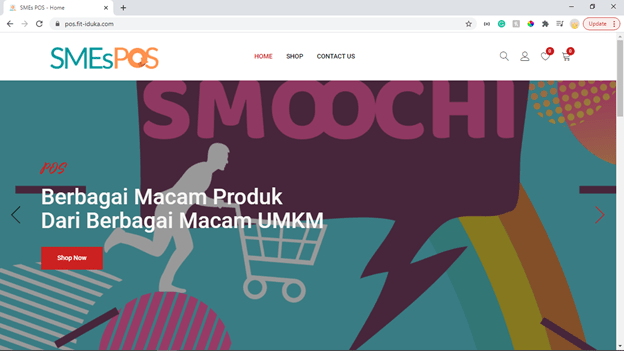 SMEs POS - Home
pos.fit-iduka.com
Update
SMEsPOS
HOME SHOP CONTACT US
0 0
SMOOCHI
POS
Berbagai Macam Produk
Dari Berbagai Macam UMKM
Shop Now